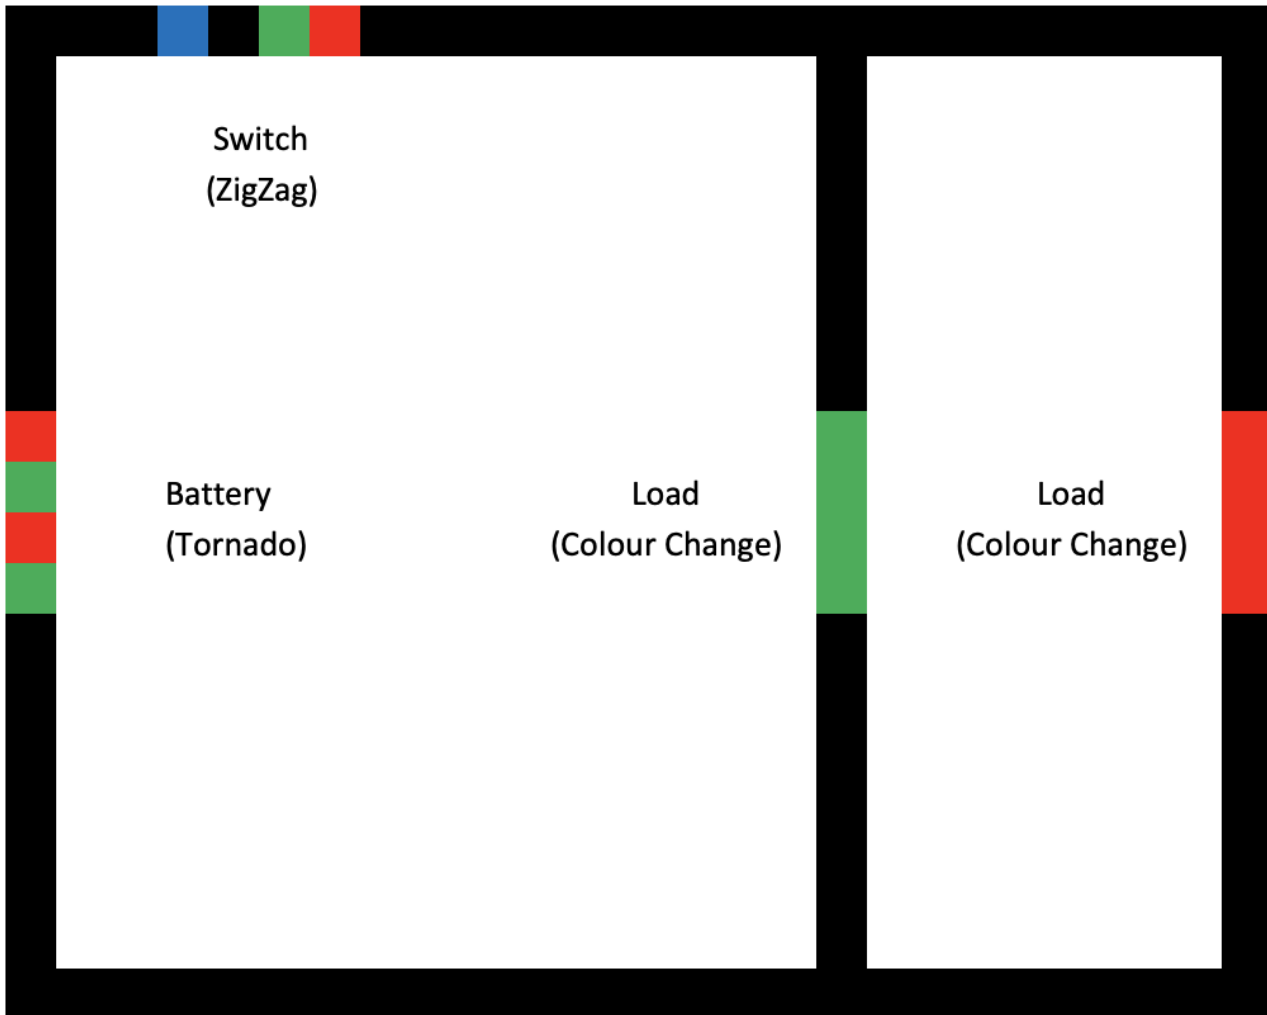 Switch
(ZigZag)
Battery
(Tornado)
Load
(Colour Change)
Load
(Colour Change)